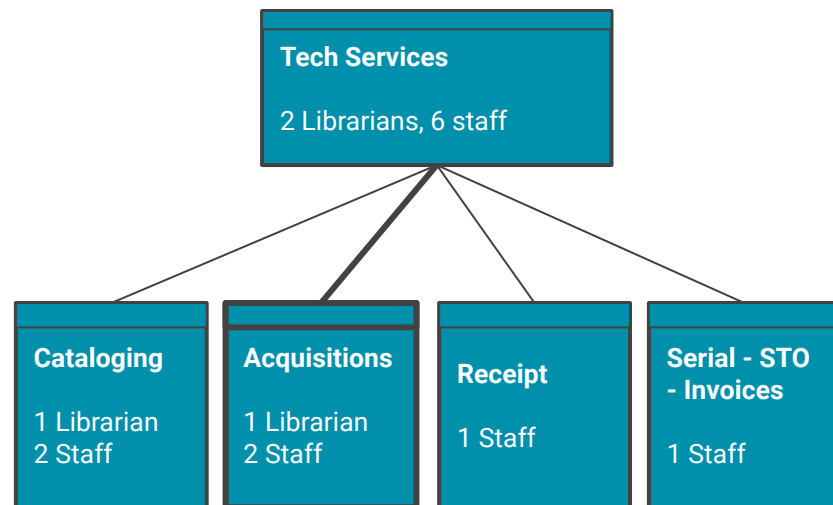 Tech Services
2 Librarians, 6 staff
Cataloging
1 Librarian
2 Staff
Acquisitions
1 Librarian
2 Staff
Receipt
1 Staff
Serial - STO
- Invoices
1 Staff